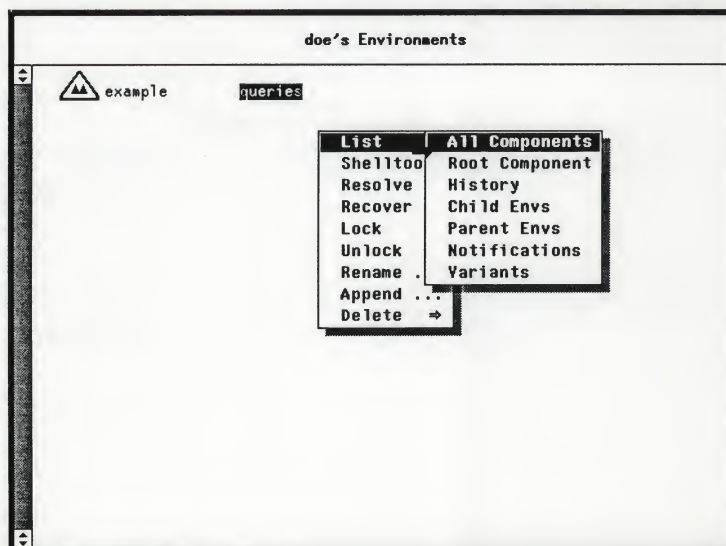 doe's Environments
example queries
List All Components
Shelltoo Root Component
Resolve History
Recover Child Envs
Lock Parent Envs
Unlock Notifications
Rename . Variants
Append ...
Delete ⇒